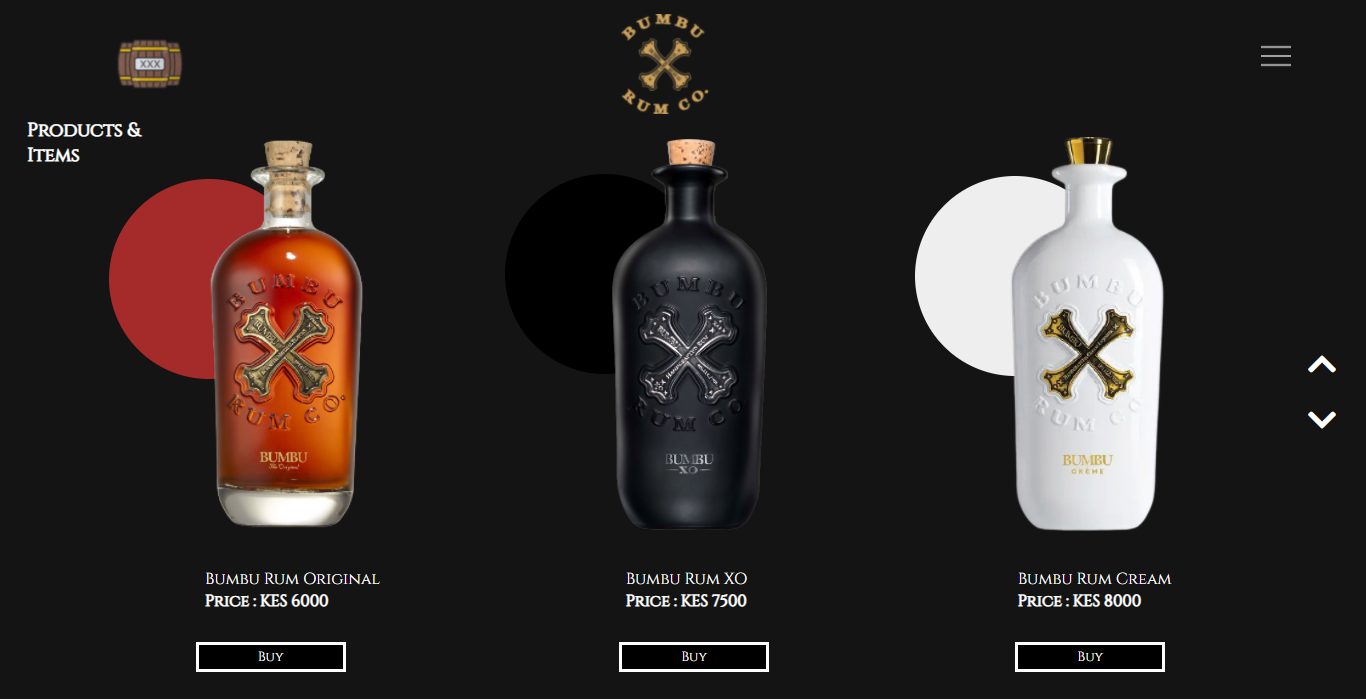 XXX
BUMBU
RUM CO.
Products &
Items
BUMBU
RUM CO.
BUMBU
The Original
BUMBU
RUM CO
BUMBU
XO
BUMBU
RUM CO
BUMBU
CRÈME
Bumbu Rum Original
Price : KES 6000
Buy
Bumbu Rum XO
Price : KES 7500
Buy
Bumbu Rum Cream
Price : KES 8000
Buy